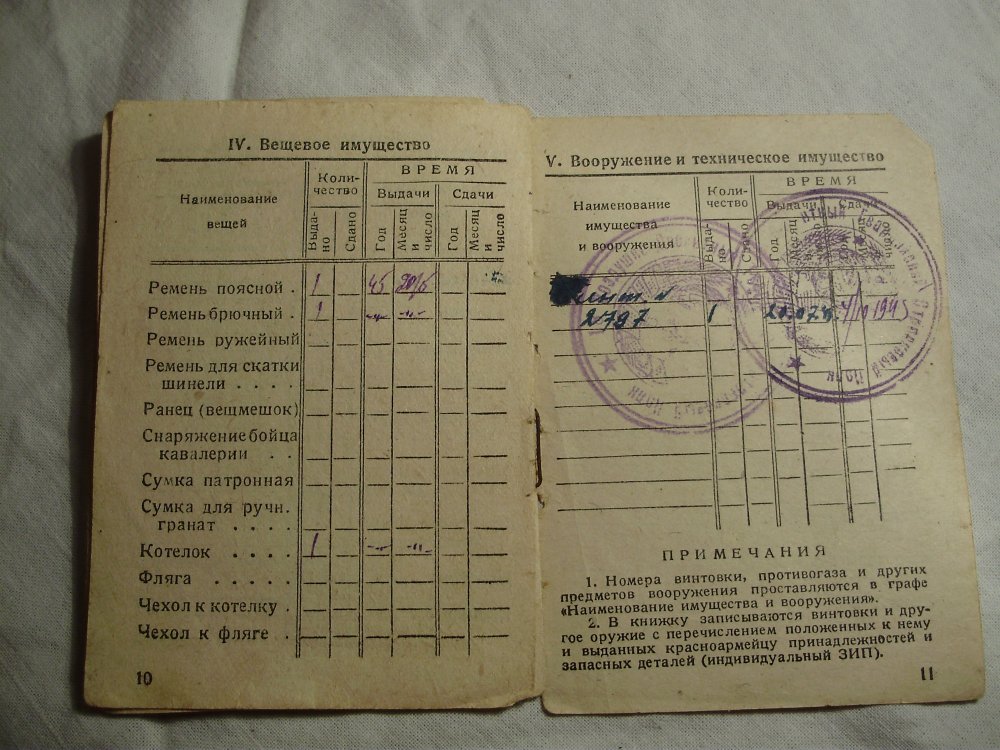 IV. Вещевое имущество
Наименование
вещей
Коли-
чество
ВРЕМЯ
Выдачи
Сдачи
Выда-
но
Сдано
Год
Месяц
и
число
Год
Месяц
и
число
Ремень поясной . 1 45 20/5
Ремень брючный . 1 -„- -„-
Ремень ружейный
Ремень для скатки
шинели . . . .
Ранец (вещмешок)
Снаряжение бойца
кавалерии . .
Сумка патронная
Сумка для ручн.
гранат . . . .
Котелок . . . . 1 -„- -„-
Фляга . . . . .
Чехол к котелку .
Чехол к фляге .
10
V. Вооружение и техническое имущество
Наименование
имущества
и вооружения
Коли-
чество
ВРЕМЯ
Выдачи
Сдачи
Выда-
но
Сдано
Год
Месяц
число
2787 1
Стрелковый Полк
ПРИМЕЧАНИЯ
1. Номера винтовки, противогаза и других
предметов вооружения проставляются в графе
«Наименование имущества и вооружения».
2. В книжку записываются винтовки и дру-
гое оружие с перечислением положенных к нему
и выданных красноармейцу принадлежностей и
запасных деталей (индивидуальный ЗИП).
11